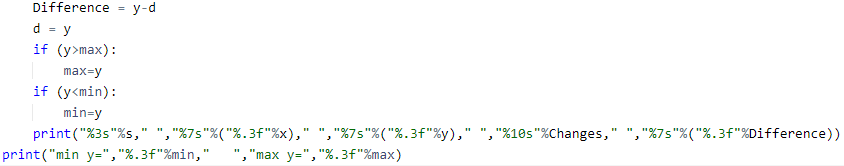 Difference = y-d
d = y
if (y>max):
max=y
if (y<min):
min=y
print("%3s"%s," ","%7s"%("%.3f"%x)," ","%7s"%("%.3f"%y)," ","%10s"%Changes," ","%7s"%("%.3f"%Difference))
print("min y=","%.3f"%min,"   ","max y=","%.3f"%max)